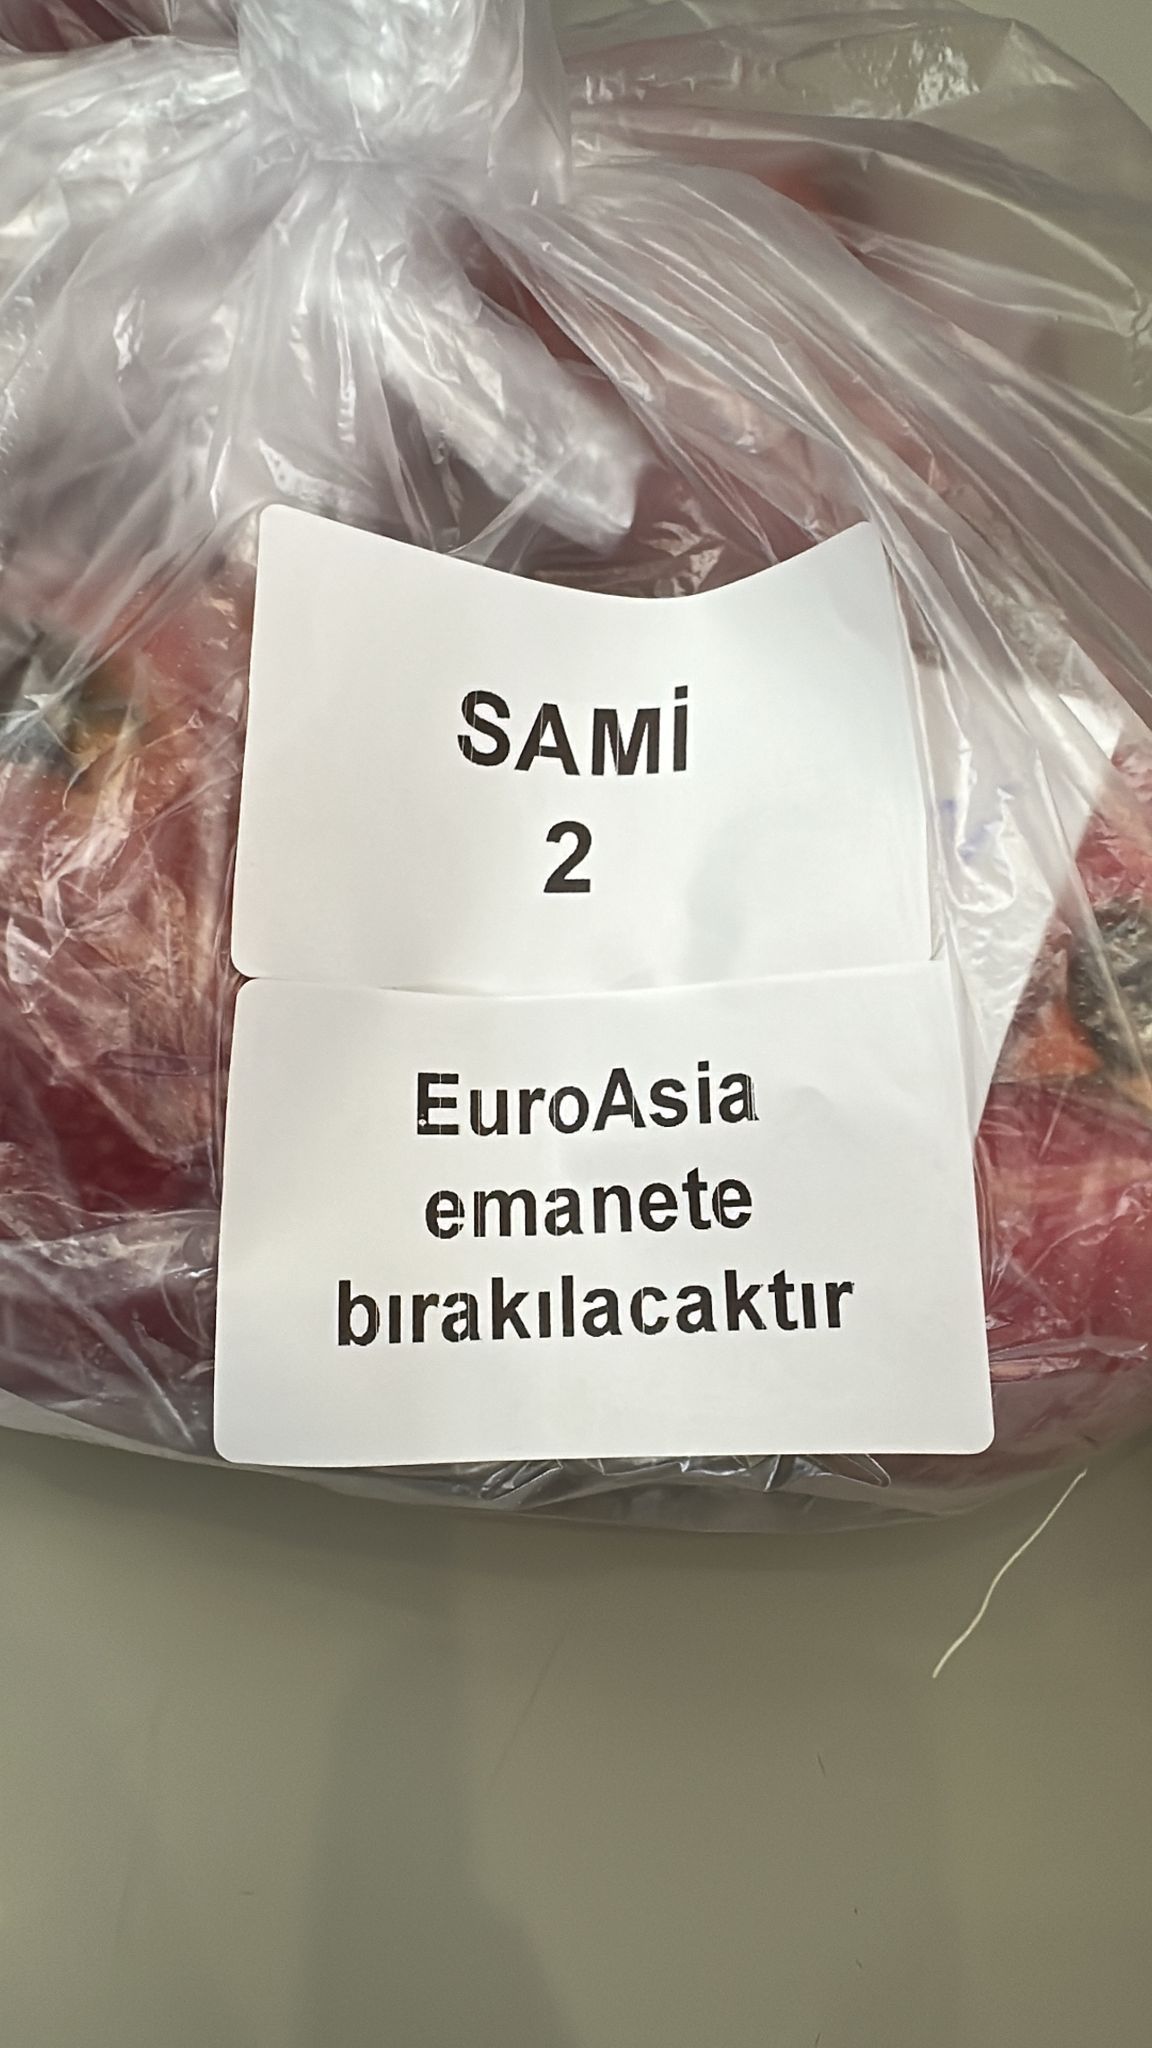 SAMİ
2
EuroAsia
emanete
bırakılacaktır